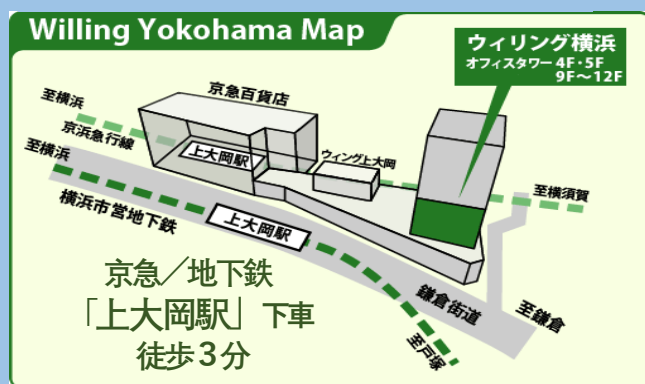 Willing Yokohama Map
ウィリング横浜
オフィスタワー 4F・5F
9F～12F
京急百貨店
至横浜
京浜急行線
上大岡駅
ウィング上大岡
至横浜
至横須賀
横浜市営地下鉄
上大岡駅
鎌倉街道
至鎌倉
至戸塚
京急／地下鉄
「上大岡駅」下車
徒歩３分